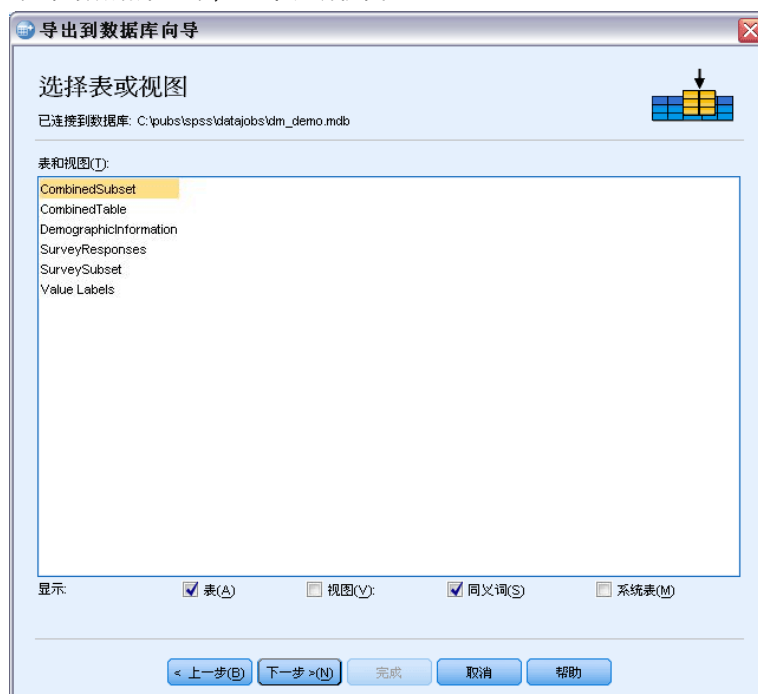 导出到数据库向导
选择表或视图
已连接到数据库: C:\pubs\spss\datajobs\dm_demo.mdb
表和视图(T):
CombinedSubset
CombinedTable
DemographicInformation
SurveyResponses
SurveySubset
Value Labels
显示: 表(A) 视图(V): 同义词(S) 系统表(M)
< 上一步(B) 下一步 >(N) 完成 取消 帮助